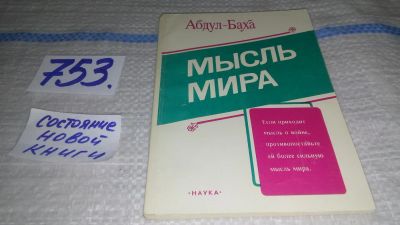 753.
СОСТОЯНИЕ
НОВОЙ
КНИГИ
Абдул-Баха
МЫСЛЬ
МИРА
Если приходит
мысль о войне,
противопоставьте
ей более сильную
мысль мира.
·НАУКА·